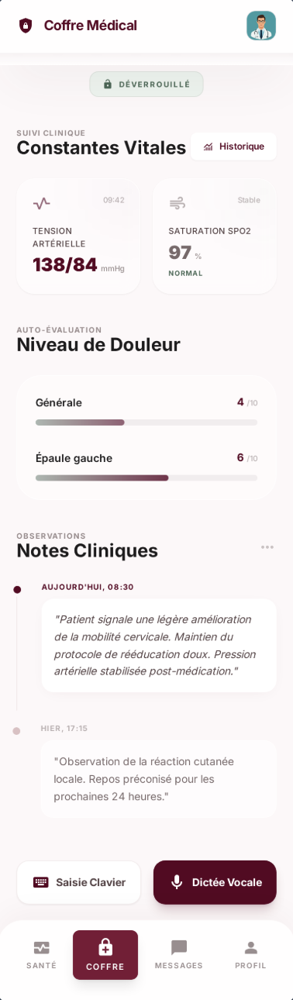 Coffre Médical
DÉVERROUILLÉ
SUIVI CLINIQUE
Constantes Vitales
Historique
09:42
TENSION
ARTÉRIELLE
138/84 mmHg
Stable
SATURATION SPO2
97 %
NORMAL
AUTO-ÉVALUATION
Niveau de Douleur
Générale
4 /10
Épaule gauche
6 /10
OBSERVATIONS
Notes Cliniques
AUJOURD'HUI, 08:30
"Patient signale une légère amélioration
de la mobilité cervicale. Maintien du
protocole de rééducation doux. Pression
artérielle stabilisée post-médication."
HIER, 17:15
"Observation de la réaction cutanée
locale. Repos préconisé pour les
prochaines 24 heures."
Saisie Clavier
Dictée Vocale
SANTÉ
COFFRE
MESSAGES
PROFIL